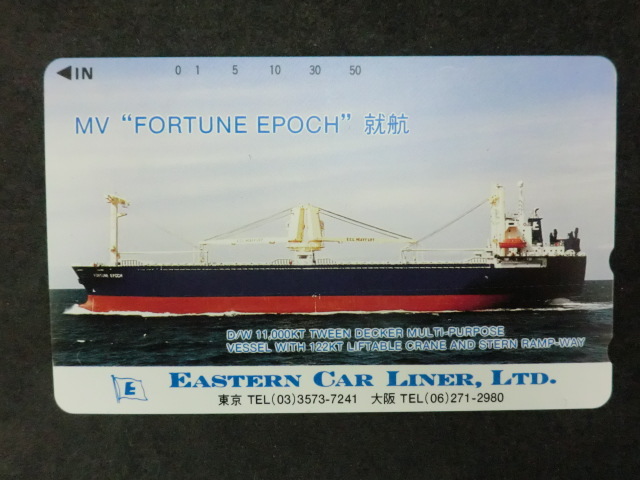 ◀IN 0 1 5 10 30 50
MV “FORTUNE EPOCH” 就航
FORTUNE EPOCH
D/W 11,000KT TWEEN DECKER MULTI-PURPOSE
VESSEL WITH 122KT LIFTABLE CRANE AND STERN RAMP-WAY
E EASTERN CAR LINER, LTD.
東京 TEL(03)3573-7241 大阪 TEL(06)271-2980